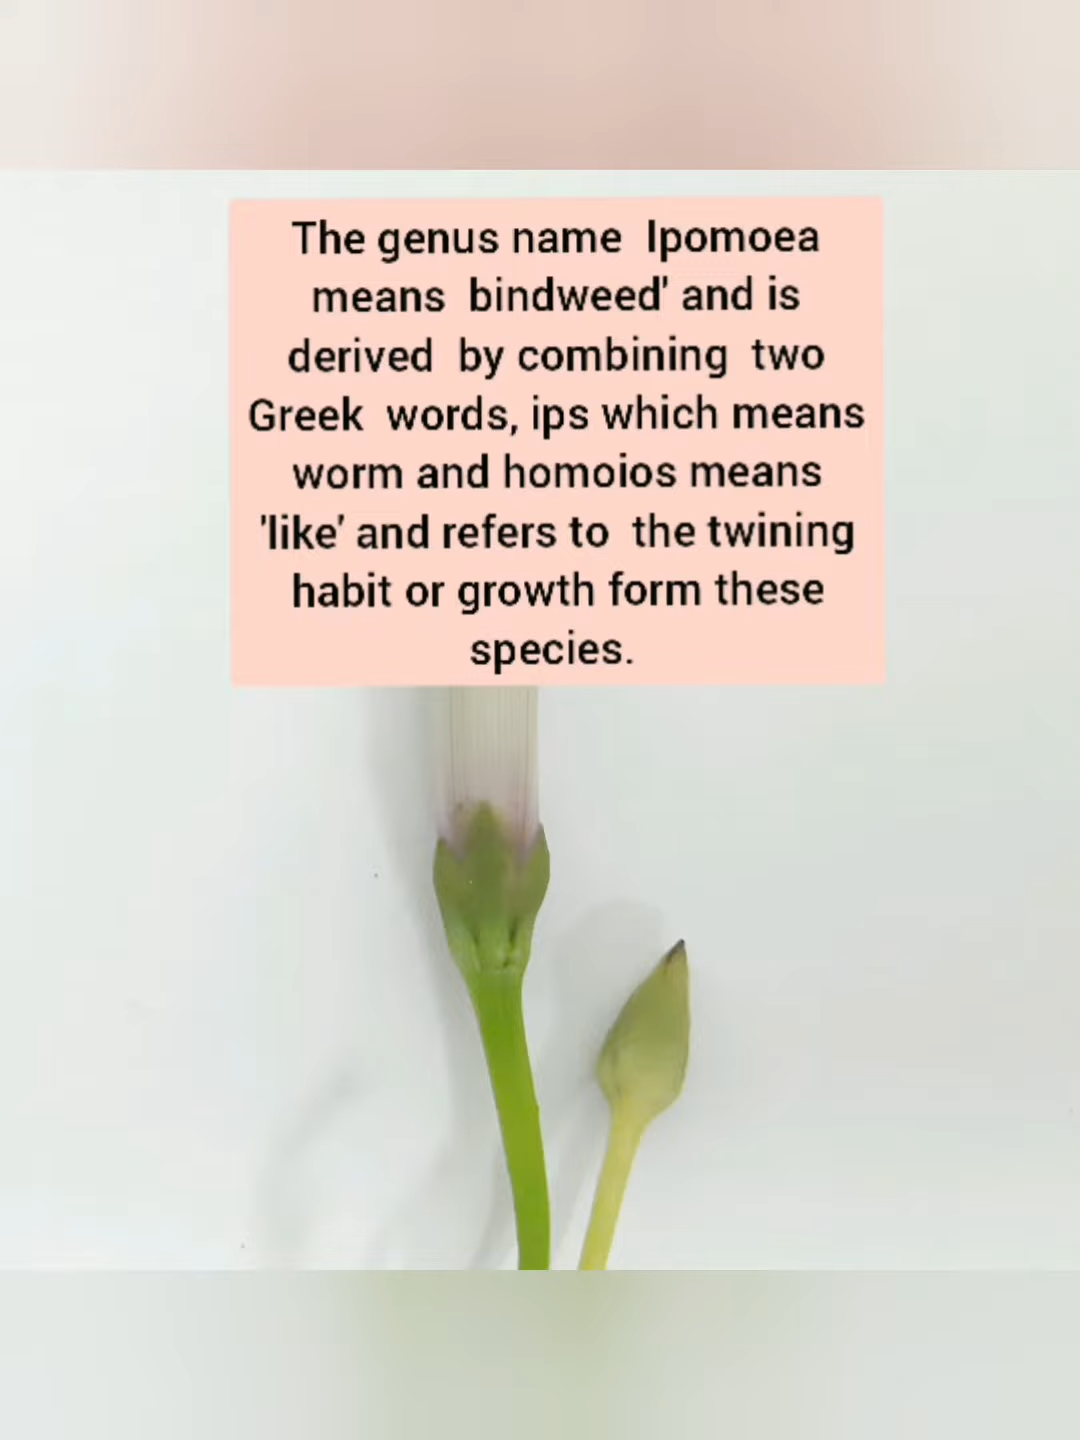 The genus name Ipomoea
means bindweed' and is
derived by combining two
Greek words, ips which means
worm and homoios means
'like' and refers to the twining
habit or growth form these
species.